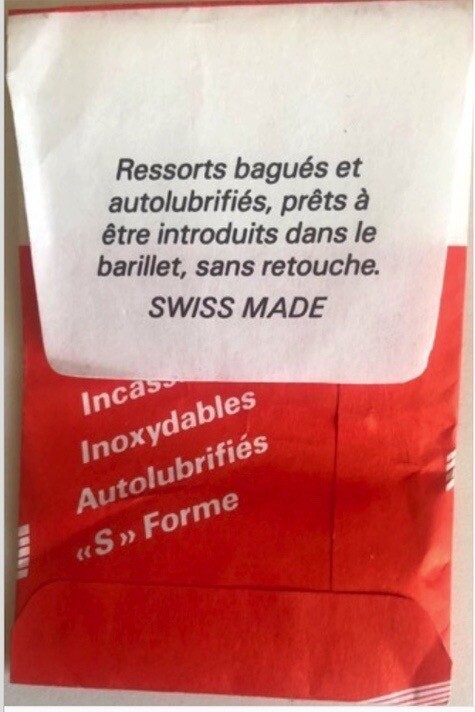 Ressorts bagués et
autolubrifiés, prêts à
être introduits dans le
barillet, sans retouche.
SWISS MADE
Inoxydables
Autolubrifiés
«S» Forme